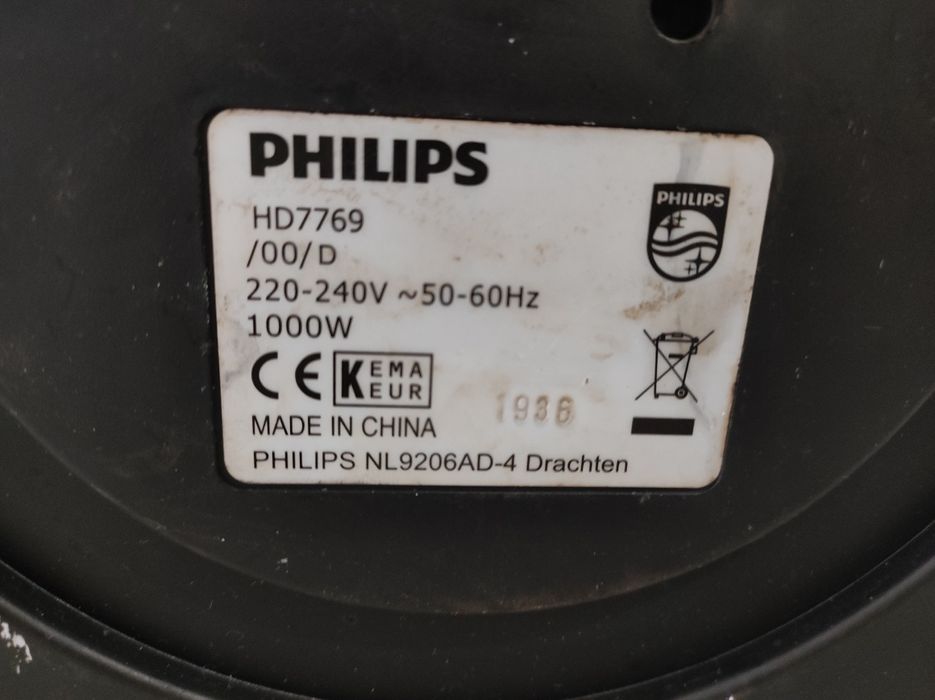 PHILIPS
PHILIPS
HD7769
/00/D
220-240V ~50-60Hz
1000W
CE KEMA EUR
1936
MADE IN CHINA
PHILIPS NL9206AD-4 Drachten